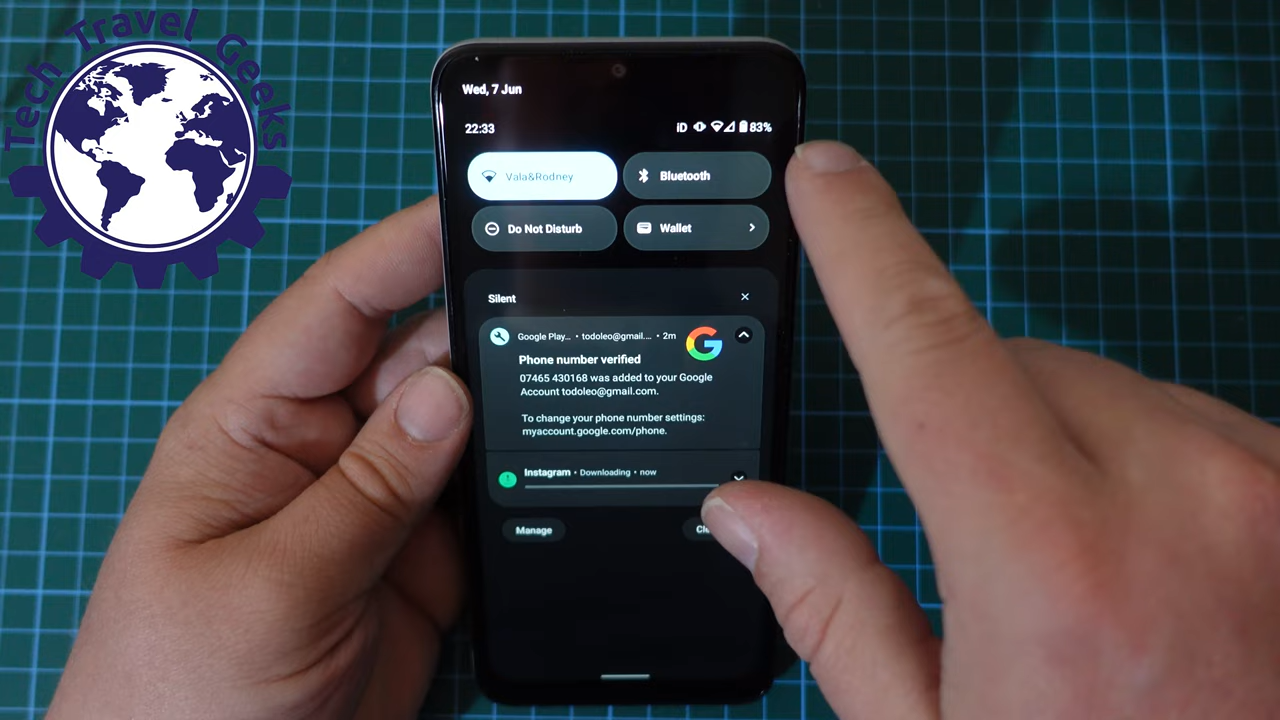 Tech Travel Geeks
Wed, 7 Jun
22:33
iD 83%
Vala&Rodney
Bluetooth
Do Not Disturb
Wallet
Silent
Google Play... • todoleo@gmail.... • 2m
Phone number verified
07465 430168 was added to your Google
Account todoleo@gmail.com.
To change your phone number settings:
myaccount.google.com/phone.
Instagram • Downloading • now
Manage